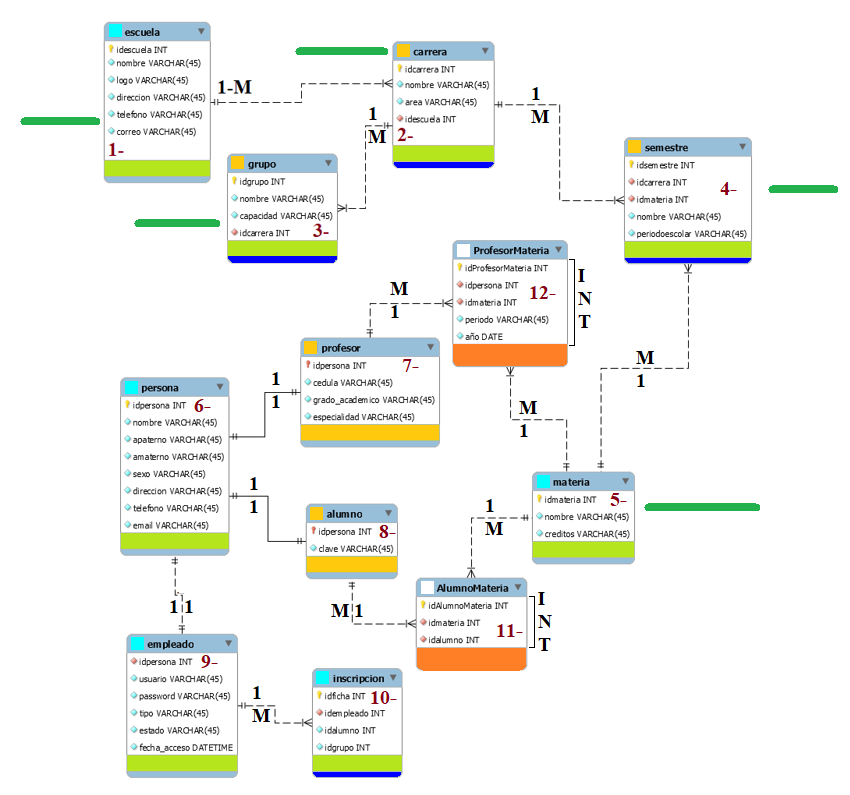 escuela
idescuela INT
nombre VARCHAR(45)
logo VARCHAR(45)
direccion VARCHAR(45)
telefono VARCHAR(45)
correo VARCHAR(45)
1-
1-M
carrera
idcarrera INT
nombre VARCHAR(45)
area VARCHAR(45)
idescuela INT
2-
1
M
1
M
grupo
idgrupo INT
nombre VARCHAR(45)
capacidad VARCHAR(45)
idcarrera INT
3-
semestre
idsemestre INT
idcarrera INT
idmateria INT
nombre VARCHAR(45)
periodoescolar VARCHAR(45)
4-
ProfesorMateria
idProfesorMateria INT
idpersona INT
idmateria INT
periodo VARCHAR(45)
año DATE
12-
I
N
T
M
1
M
1
M
1
profesor
idpersona INT
cedula VARCHAR(45)
grado_academico VARCHAR(45)
especialidad VARCHAR(45)
7-
persona
idpersona INT
nombre VARCHAR(45)
apaterno VARCHAR(45)
amaterno VARCHAR(45)
sexo VARCHAR(45)
direccion VARCHAR(45)
telefono VARCHAR(45)
email VARCHAR(45)
6-
1
1
1
1
materia
idmateria INT
nombre VARCHAR(45)
creditos VARCHAR(45)
5-
alumno
idpersona INT
clave VARCHAR(45)
8-
1
M
M 1
AlumnoMateria
idAlumnoMateria INT
idmateria INT
idalumno INT
11-
I
N
T
1 1
empleado
idpersona INT
usuario VARCHAR(45)
password VARCHAR(45)
tipo VARCHAR(45)
estado VARCHAR(45)
fecha_acceso DATETIME
9-
1
M
inscripcion
idficha INT
idempleado INT
idalumno INT
idgrupo INT
10-